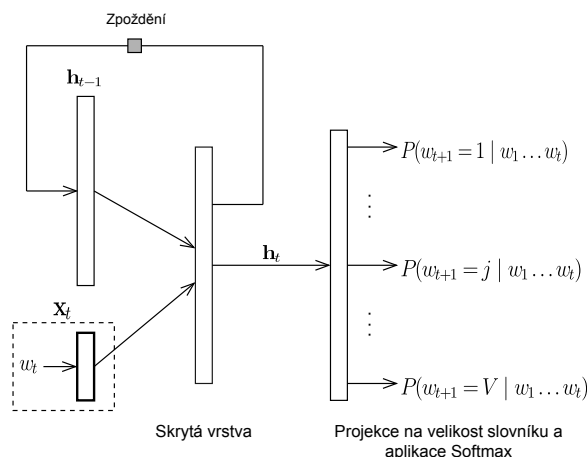 Zpoždění
h_{t−1}
P(w_{t+1} = 1 | w_1 … w_t)
h_t
P(w_{t+1} = j | w_1 … w_t)
x_t
w_t
P(w_{t+1} = V | w_1 … w_t)
Skrytá vrstva
Projekce na velikost slovníku a
aplikace Softmax